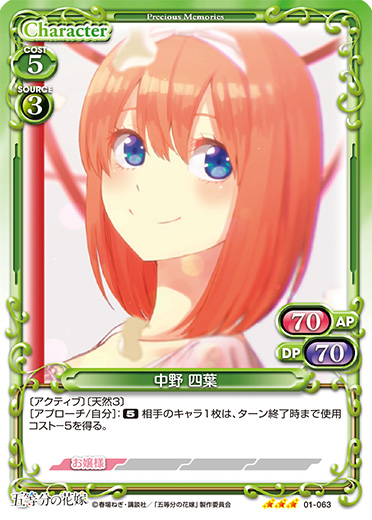 Precious Memories
Character
COST
5
SOURCE
3
70 AP
DP 70
中野 四葉
［アクティブ］［天然3］
［アプローチ/自分］：5 相手のキャラ1枚は、ターン終了時まで使用
コスト－5を得る。
お嬢様
五等分の花嫁
©春場ねぎ・講談社／「五等分の花嫁」製作委員会
★★★ 01-063